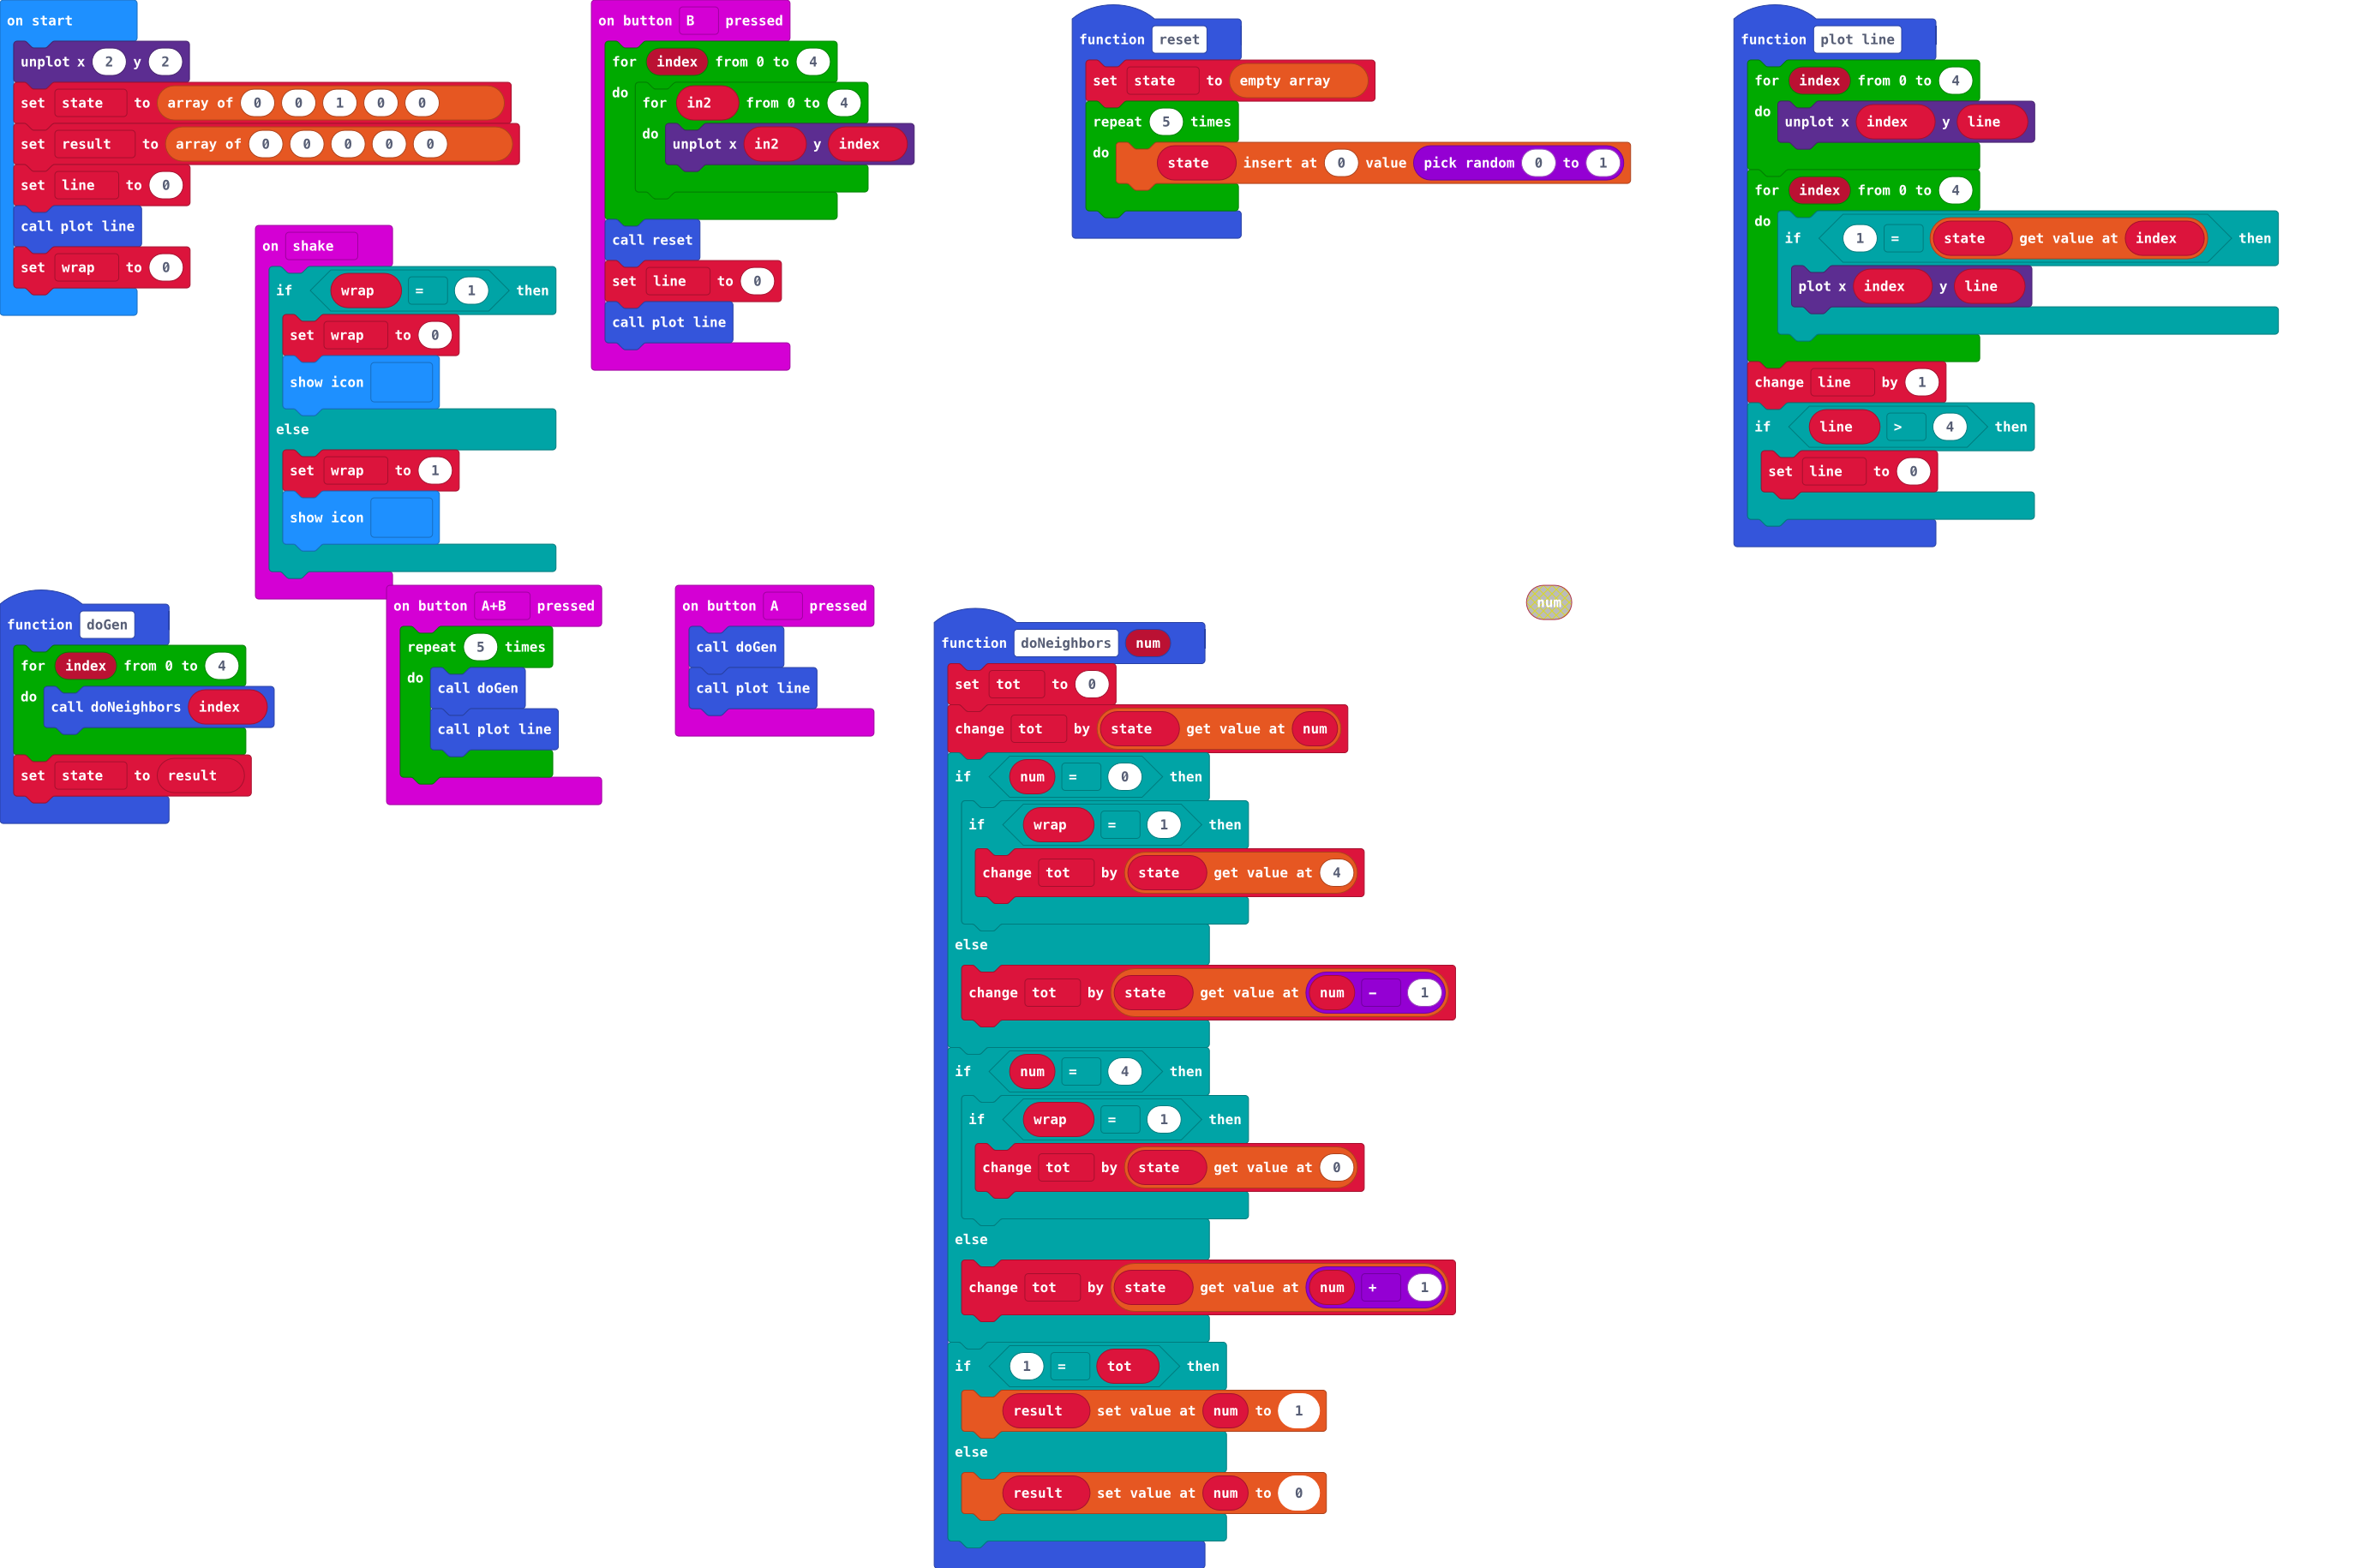 on start
unplot x 2 y 2
set state to array of 0 0 1 0 0
set result to array of 0 0 0 0 0
set line to 0
call plot line
set wrap to 0
on shake
if wrap = 1 then
set wrap to 0
show icon
else
set wrap to 1
show icon
on button B pressed
for index from 0 to 4
do
for in2 from 0 to 4
do
unplot x in2 y index
call reset
set line to 0
call plot line
function reset
set state to empty array
repeat 5 times
do
state insert at 0 value pick random 0 to 1
function plot line
for index from 0 to 4
do
unplot x index y line
for index from 0 to 4
do
if 1 = state get value at index then
plot x index y line
change line by 1
if line > 4 then
set line to 0
function doGen
for index from 0 to 4
do
call doNeighbors index
set state to result
on button A+B pressed
repeat 5 times
do
call doGen
call plot line
on button A pressed
call doGen
call plot line
function doNeighbors num
set tot to 0
change tot by state get value at num
if num = 0 then
if wrap = 1 then
change tot by state get value at 4
else
change tot by state get value at num - 1
if num = 4 then
if wrap = 1 then
change tot by state get value at 0
else
change tot by state get value at num + 1
if 1 = tot then
result set value at num to 1
else
result set value at num to 0
num